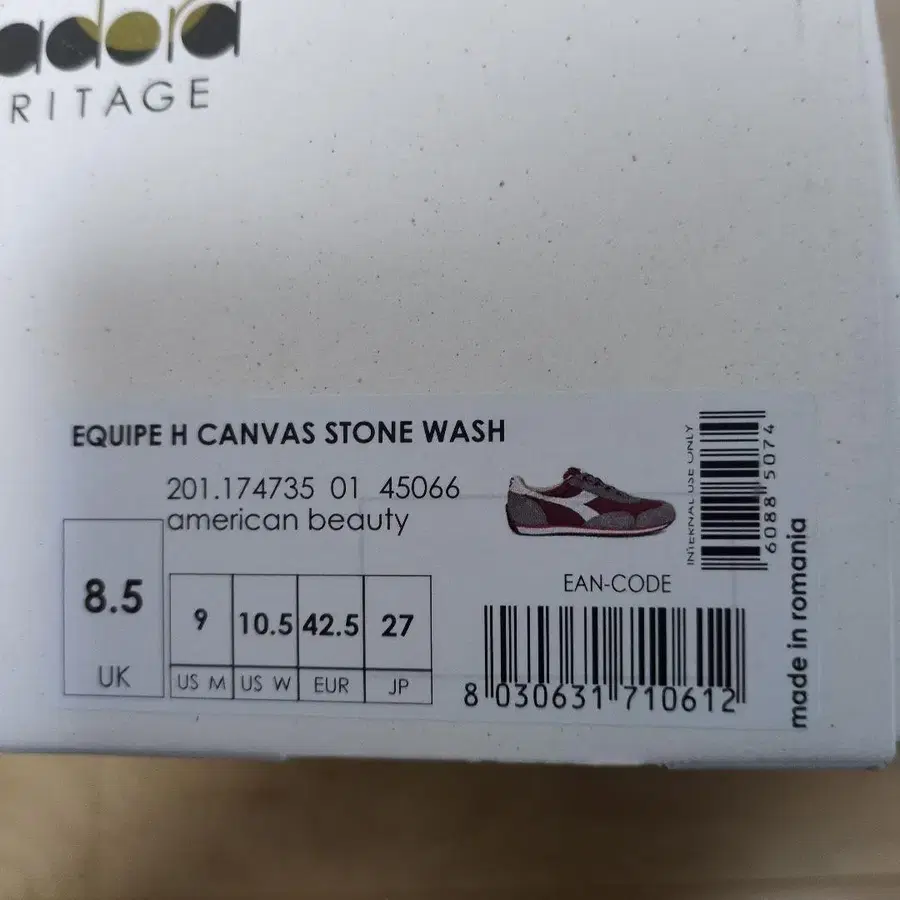 adora
RITAGE
EQUIPE H CANVAS STONE WASH
201.174735 01 45066
american beauty
8.5
UK
9 10.5 42.5 27
US M US W EUR JP
INTERNAL USE ONLY
6088 5074
EAN-CODE
8 030631 710612
made in romania